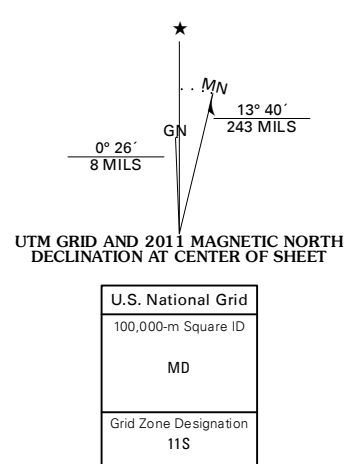 ★
MN
13° 40´
243 MILS
GN
0° 26´
8 MILS
UTM GRID AND 2011 MAGNETIC NORTH
DECLINATION AT CENTER OF SHEET
U.S. National Grid
100,000-m Square ID
MD
Grid Zone Designation
11S